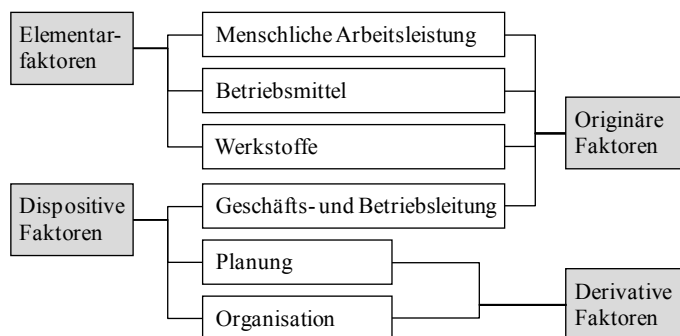 Elementar-
faktoren
Menschliche Arbeitsleistung
Betriebsmittel
Werkstoffe
Originäre
Faktoren
Dispositive
Faktoren
Geschäfts- und Betriebsleitung
Planung
Organisation
Derivative
Faktoren